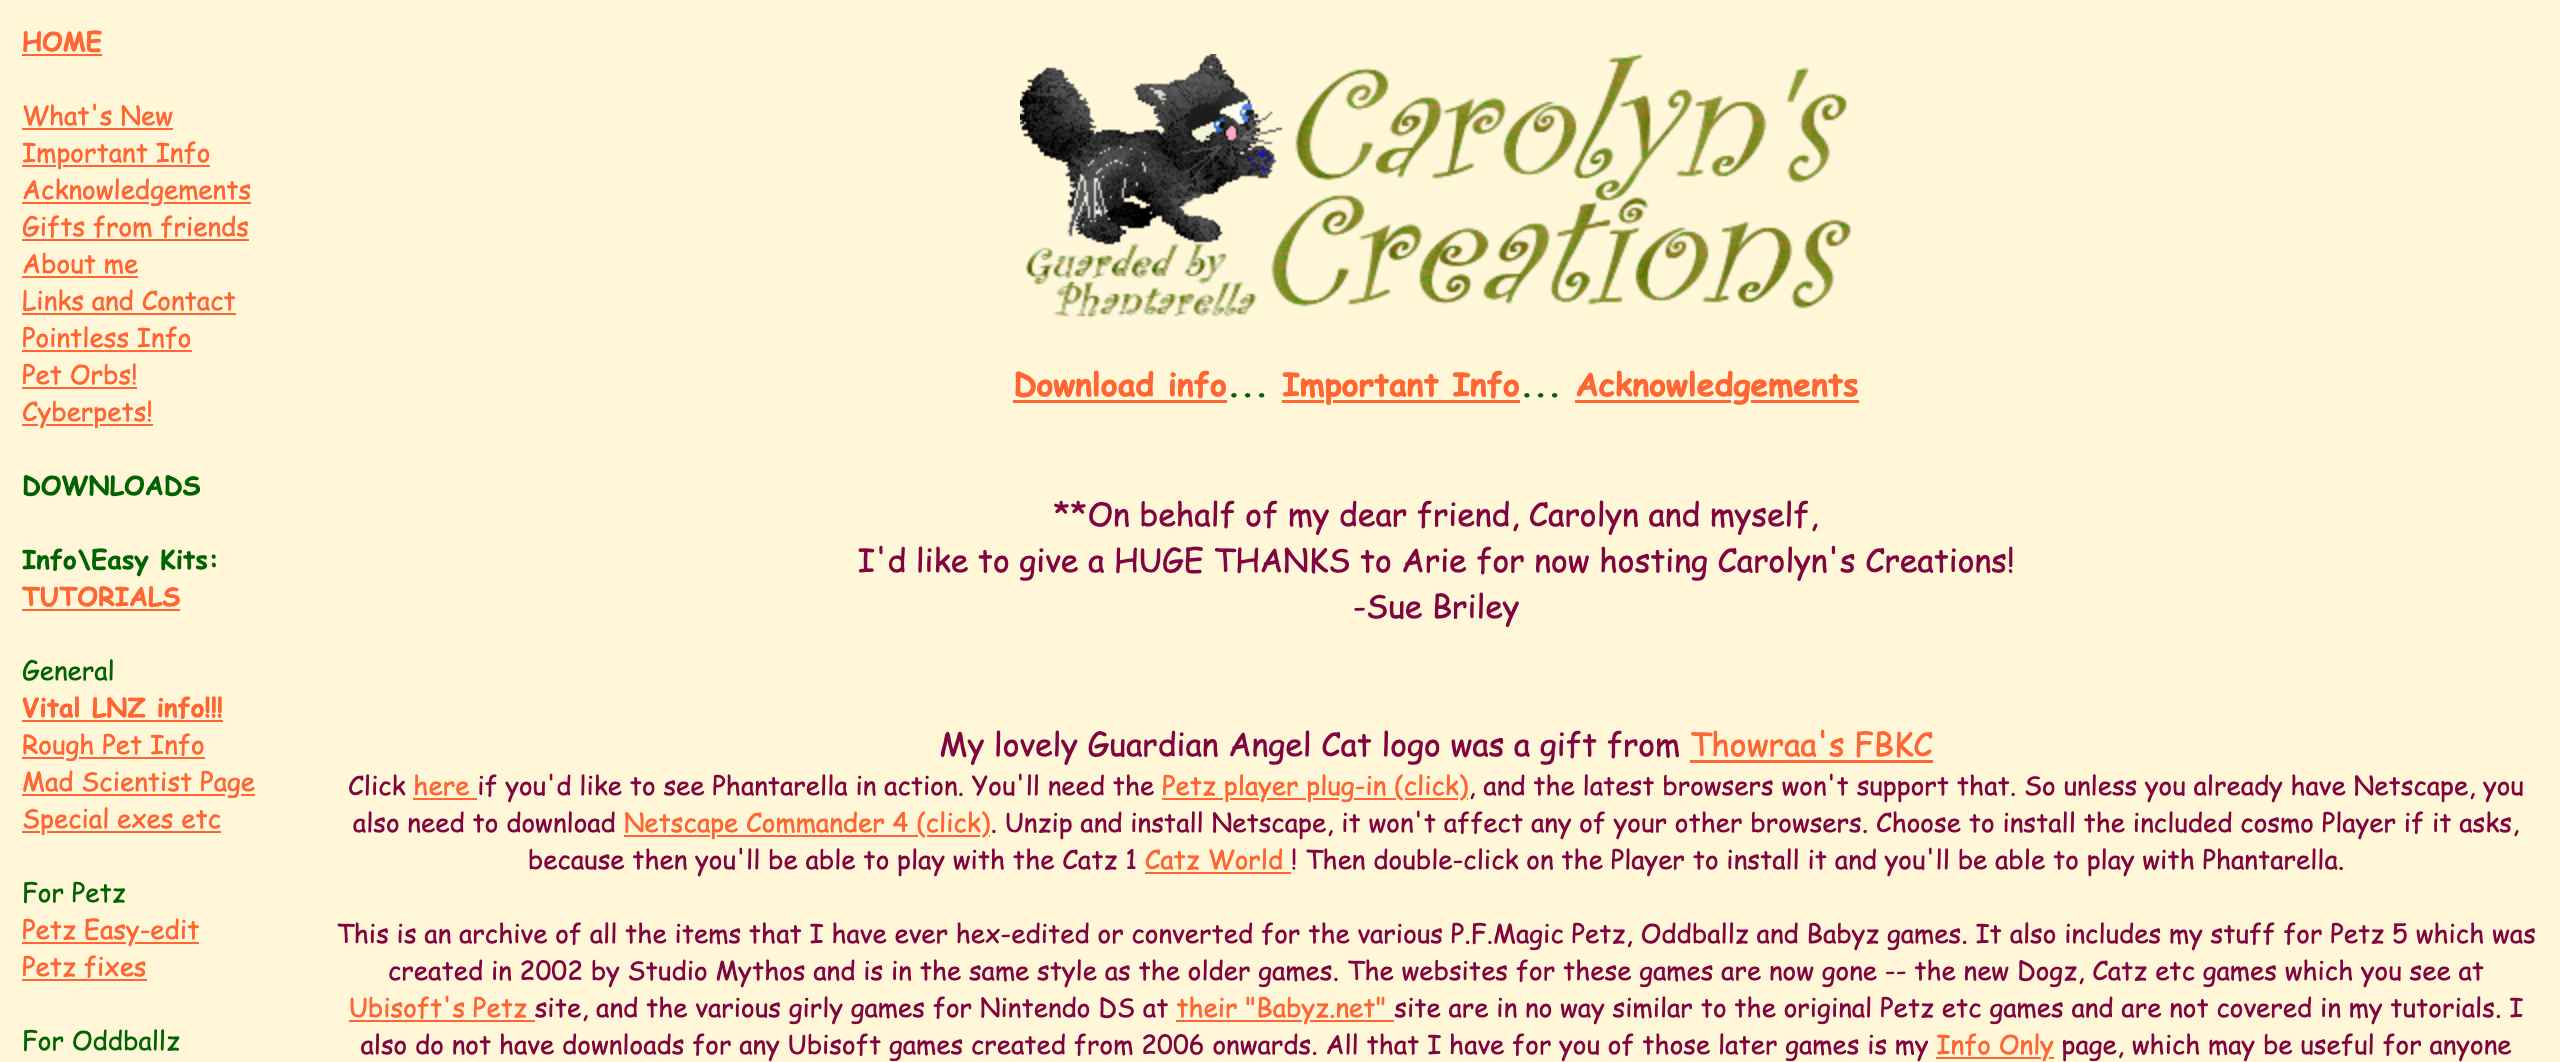 HOME
What's New
Important Info
Acknowledgements
Gifts from friends
About me
Links and Contact
Pointless Info
Pet Orbs!
Cyberpets!
DOWNLOADS
Info\Easy Kits:
TUTORIALS
General
Vital LNZ info!!!
Rough Pet Info
Mad Scientist Page
Special exes etc
For Petz
Petz Easy-edit
Petz fixes
For Oddballz
Carolyn's
Creations
Guarded by
Phantarella
Download info... Important Info... Acknowledgements
**On behalf of my dear friend, Carolyn and myself,
I'd like to give a HUGE THANKS to Arie for now hosting Carolyn's Creations!
-Sue Briley
My lovely Guardian Angel Cat logo was a gift from Thowraa's FBKC
Click here if you'd like to see Phantarella in action. You'll need the Petz player plug-in (click), and the latest browsers won't support that. So unless you already have Netscape, you
also need to download Netscape Commander 4 (click). Unzip and install Netscape, it won't affect any of your other browsers. Choose to install the included cosmo Player if it asks,
because then you'll be able to play with the Catz 1 Catz World ! Then double-click on the Player to install it and you'll be able to play with Phantarella.
This is an archive of all the items that I have ever hex-edited or converted for the various P.F.Magic Petz, Oddballz and Babyz games. It also includes my stuff for Petz 5 which was
created in 2002 by Studio Mythos and is in the same style as the older games. The websites for these games are now gone -- the new Dogz, Catz etc games which you see at
Ubisoft's Petz site, and the various girly games for Nintendo DS at their "Babyz.net" site are in no way similar to the original Petz etc games and are not covered in my tutorials. I
also do not have downloads for any Ubisoft games created from 2006 onwards. All that I have for you of those later games is my Info Only page, which may be useful for anyone